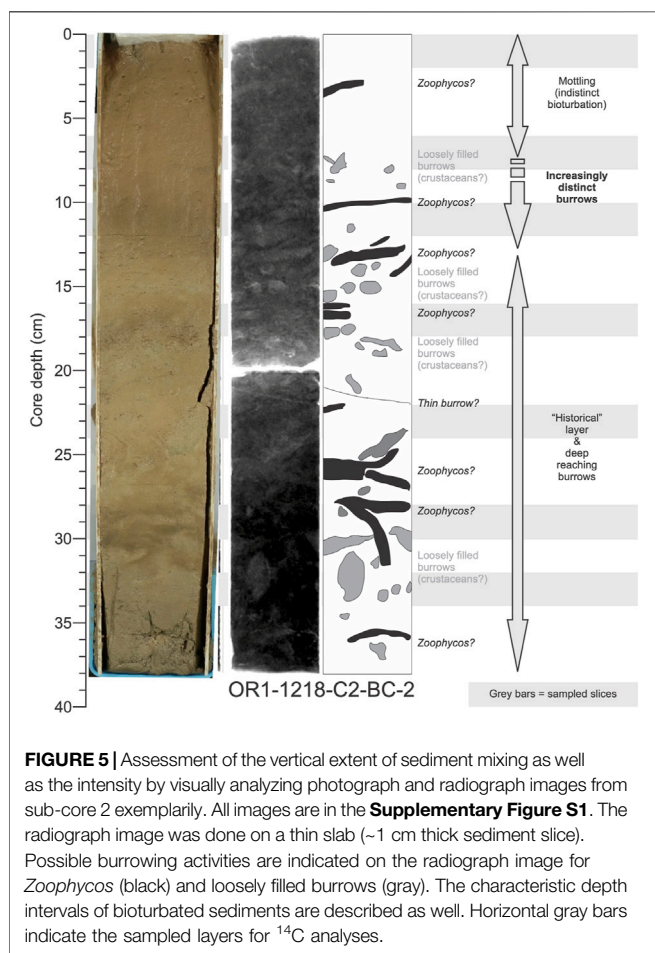 0
5
10
15
20
25
30
35
40
Core depth (cm)
Zoophycos?
Loosely filled
burrows
(crustaceans?)
Zoophycos?
Zoophycos?
Loosely filled
burrows
(crustaceans?)
Zoophycos?
Loosely filled
burrows
(crustaceans?)
Thin burrow?
Zoophycos?
Zoophycos?
Loosely filled
burrows
(crustaceans?)
Zoophycos?
Mottling
(indistinct
bioturbation)
Increasingly
distinct
burrows
"Historical"
layer
&
deep
reaching
burrows
OR1-1218-C2-BC-2
Grey bars = sampled slices
FIGURE 5 | Assessment of the vertical extent of sediment mixing as well
as the intensity by visually analyzing photograph and radiograph images from
sub-core 2 exemplarily. All images are in the Supplementary Figure S1. The
radiograph image was done on a thin slab (~1 cm thick sediment slice).
Possible burrowing activities are indicated on the radiograph image for
Zoophycos (black) and loosely filled burrows (gray). The characteristic depth
intervals of bioturbated sediments are described as well. Horizontal gray bars
indicate the sampled layers for ¹⁴C analyses.